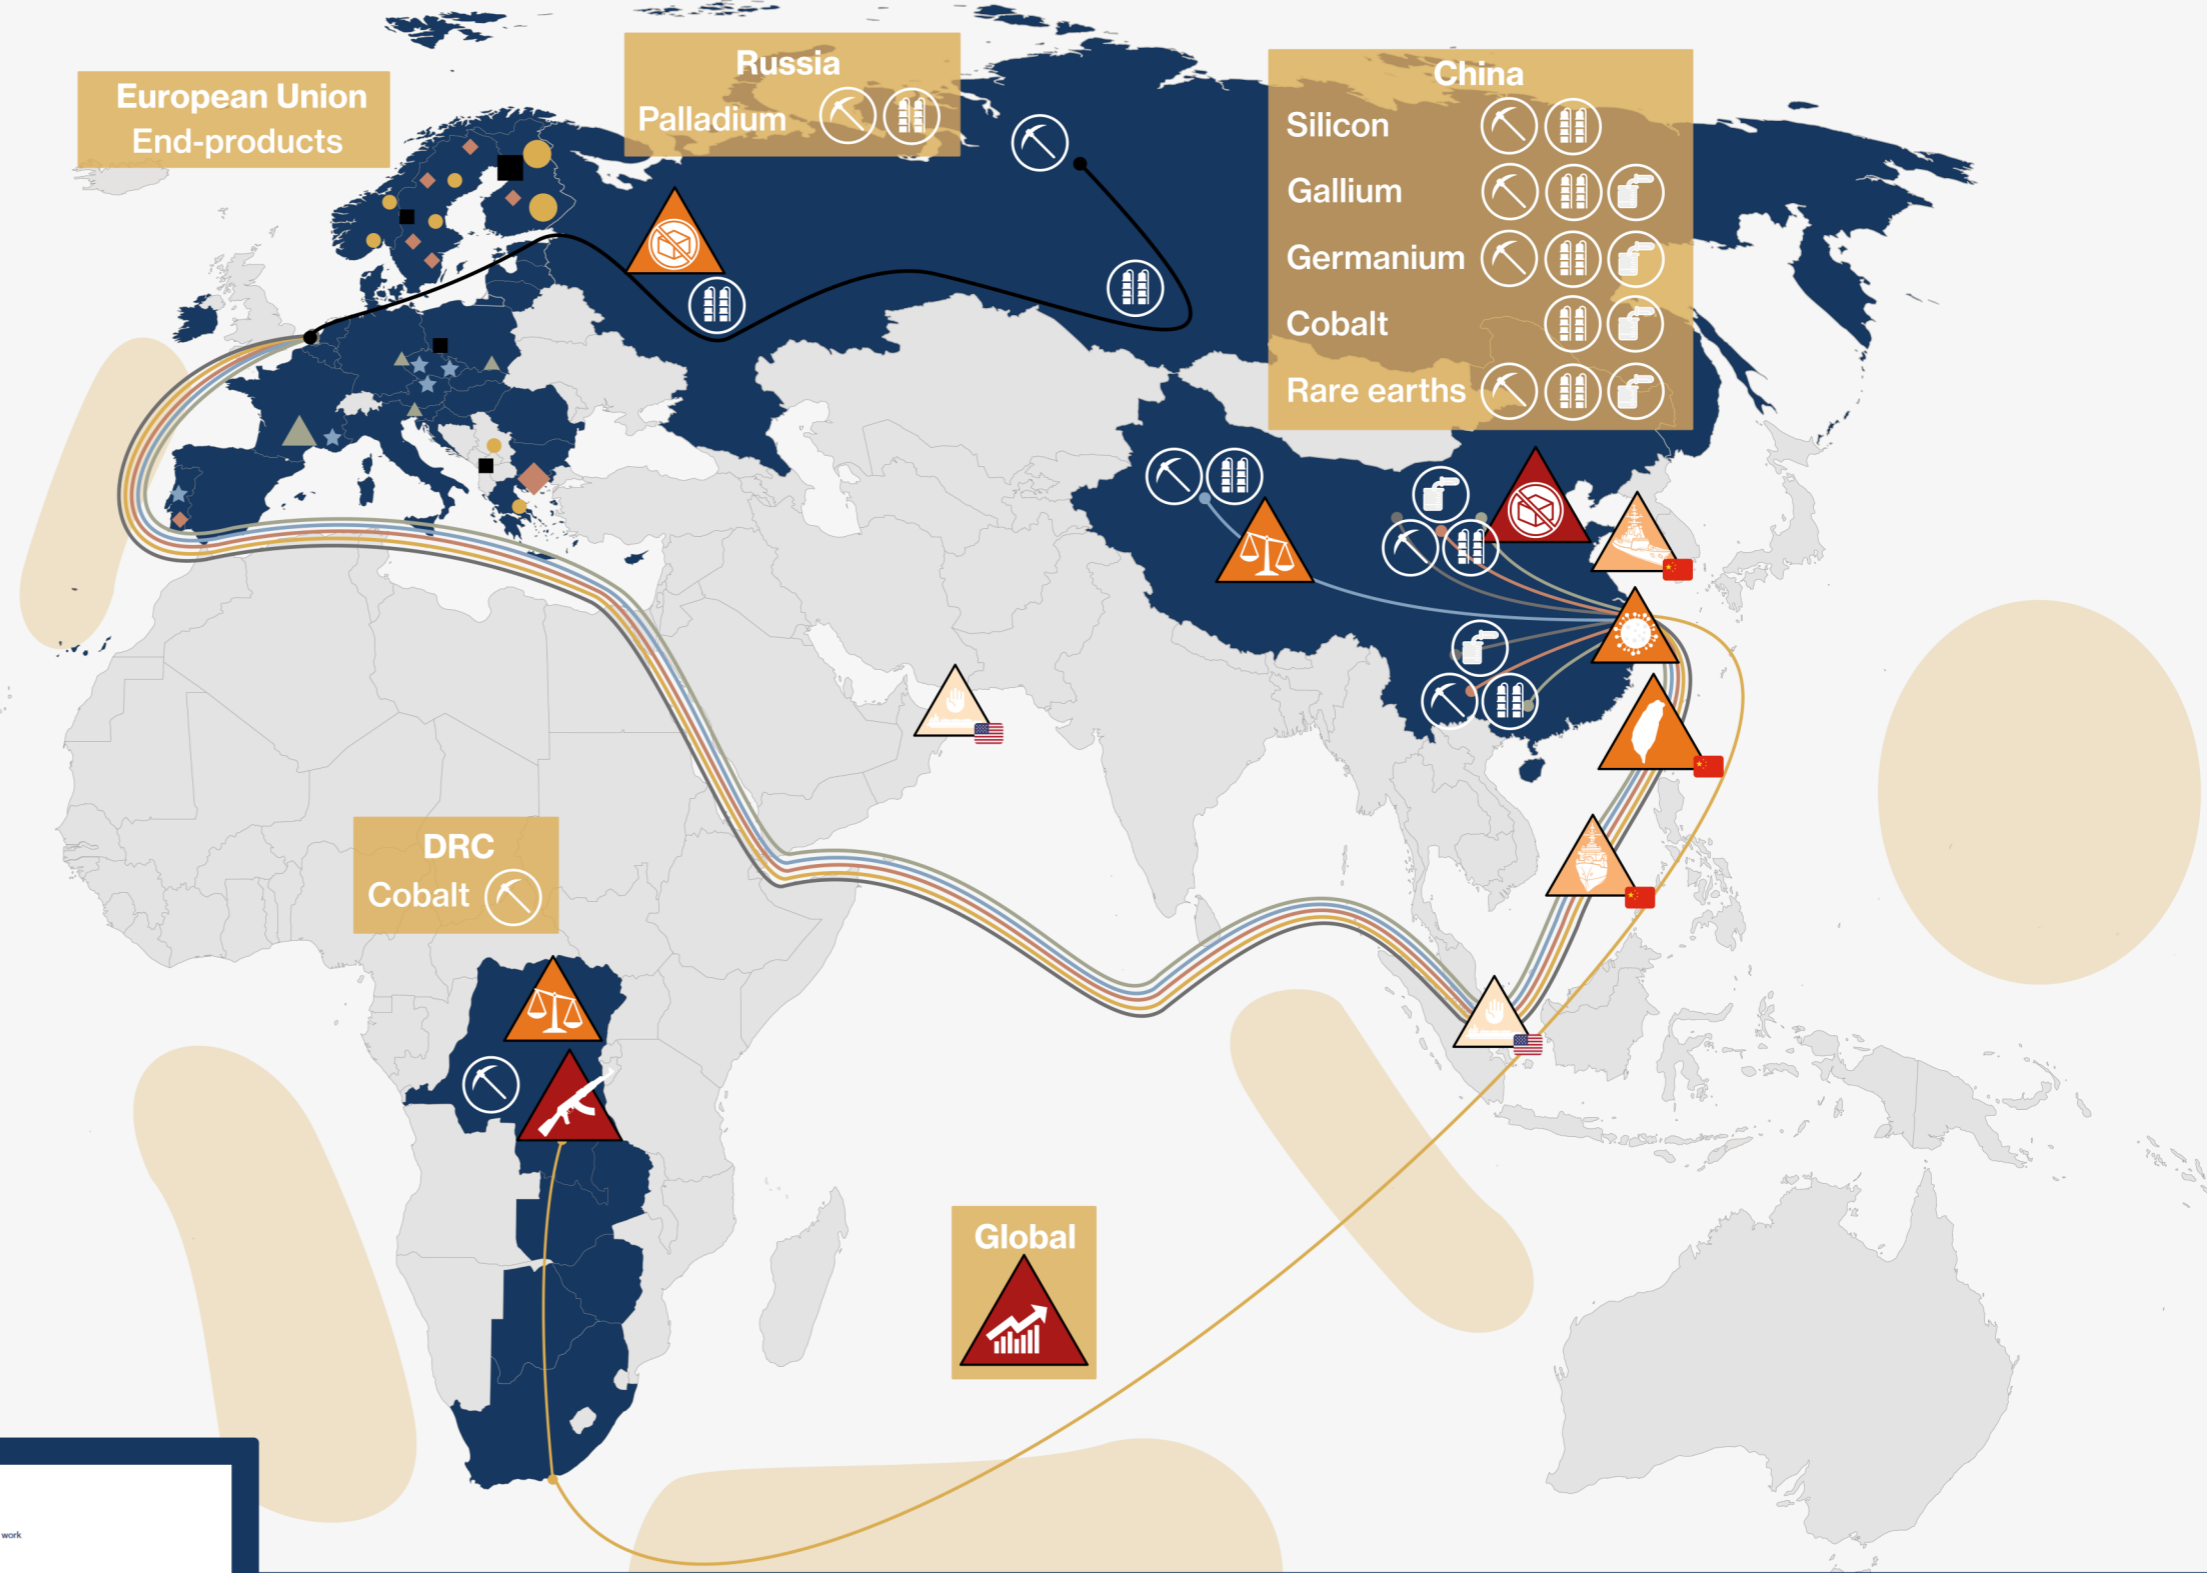 European Union
End-products
Russia
Palladium
China
Silicon
Gallium
Germanium
Cobalt
Rare earths
DRC
Cobalt
Global
work